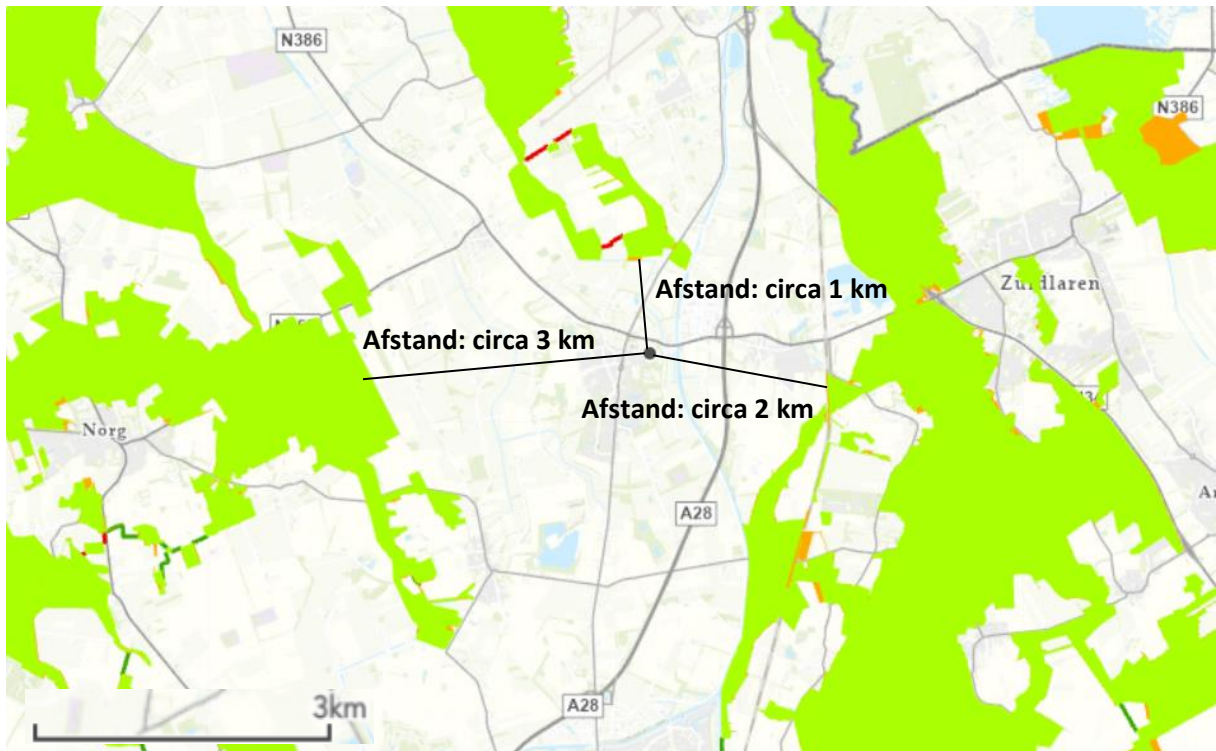 N386
N386
Zuidlaren
Afstand: circa 1 km
Afstand: circa 3 km
Afstand: circa 2 km
Norg
A28
A28
3km